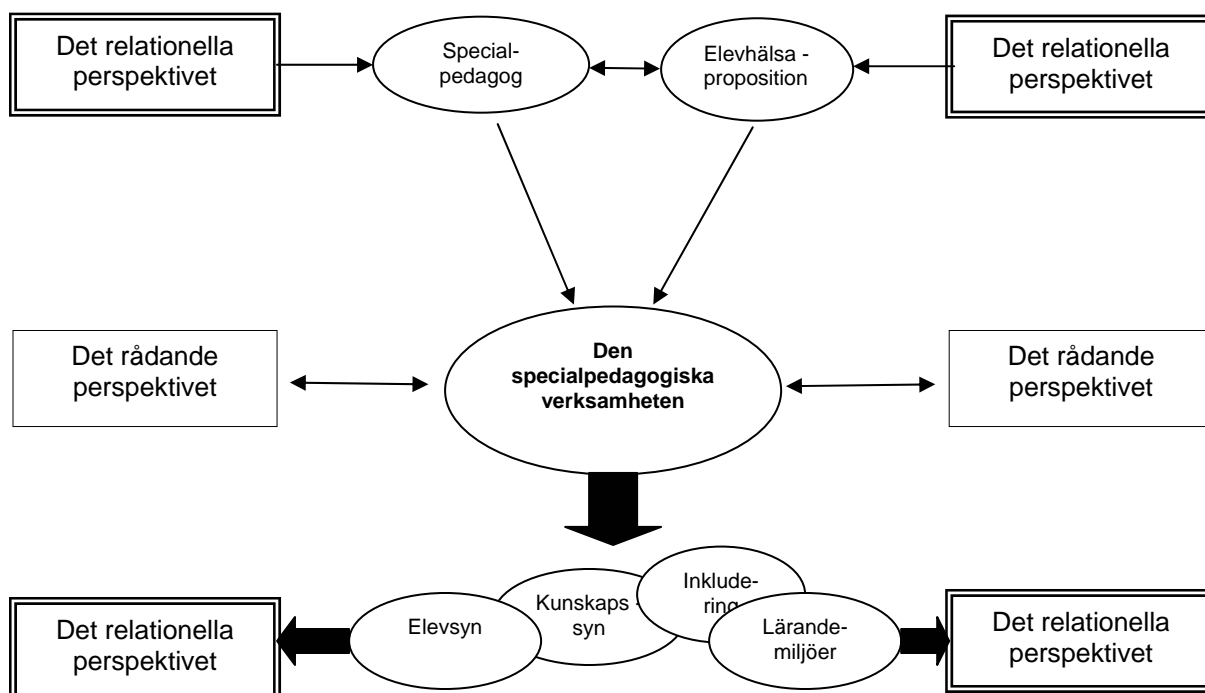 Det relationella
perspektivet
Special-
pedagog
Elevhälsa -
proposition
Det relationella
perspektivet
Det rådande
perspektivet
Den
specialpedagogiska
verksamheten
Det rådande
perspektivet
Det relationella
perspektivet
Elevsyn
Kunskaps -
syn
Inklude-
ring
Lärande-
miljöer
Det relationella
perspektivet